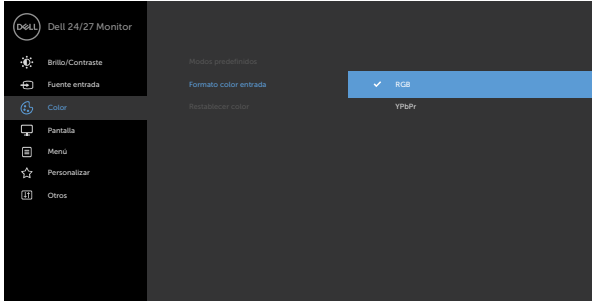 DELL
Dell 24/27 Monitor
Brillo/Contraste
Fuente entrada
Color
Pantalla
Menú
Personalizar
Otros
Modos predefinidos
Formato color entrada
Restablecer color
RGB
YPbPr